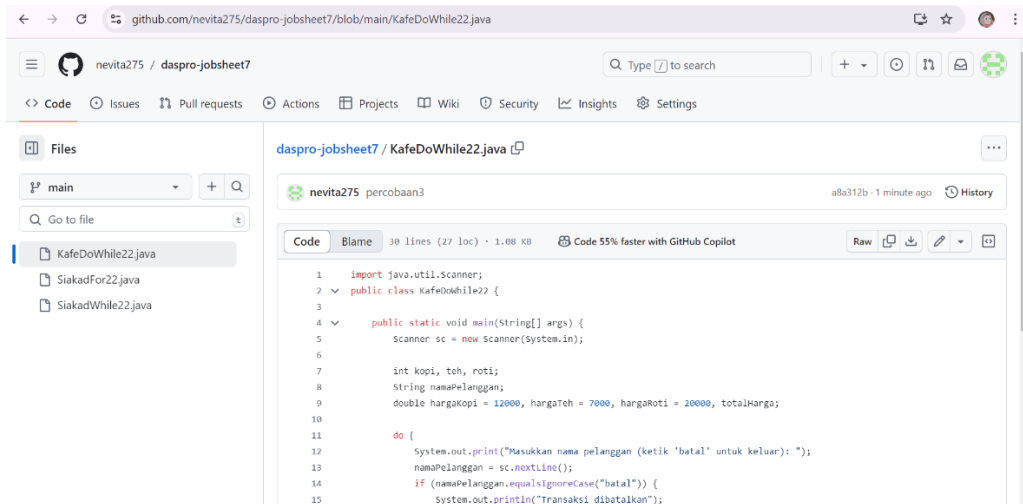 github.com/nevita275/daspro-jobsheet7/blob/main/KafeDoWhile22.java
nevita275 / daspro-jobsheet7
Type / to search
Code Issues Pull requests Actions Projects Wiki Security Insights Settings
Files
main
Go to file t
KafeDoWhile22.java
SiakadFor22.java
SiakadWhile22.java
daspro-jobsheet7 / KafeDoWhile22.java
nevita275 percobaan3 a8a312b · 1 minute ago History
Code Blame 30 lines (27 loc) · 1.08 KB Code 55% faster with GitHub Copilot Raw
1 import java.util.Scanner;
2 public class KafeDoWhile22 {
3
4 public static void main(String[] args) {
5 Scanner sc = new Scanner(System.in);
6
7 int kopi, teh, roti;
8 String namaPelanggan;
9 double hargaKopi = 12000, hargaTeh = 7000, hargaRoti = 20000, totalHarga;
10
11 do {
12 System.out.print("Masukkan nama pelanggan (ketik 'batal' untuk keluar): ");
13 namaPelanggan = sc.nextLine();
14 if (namaPelanggan.equalsIgnoreCase("batal")) {
15 System.out.println("Transaksi dibatalkan");